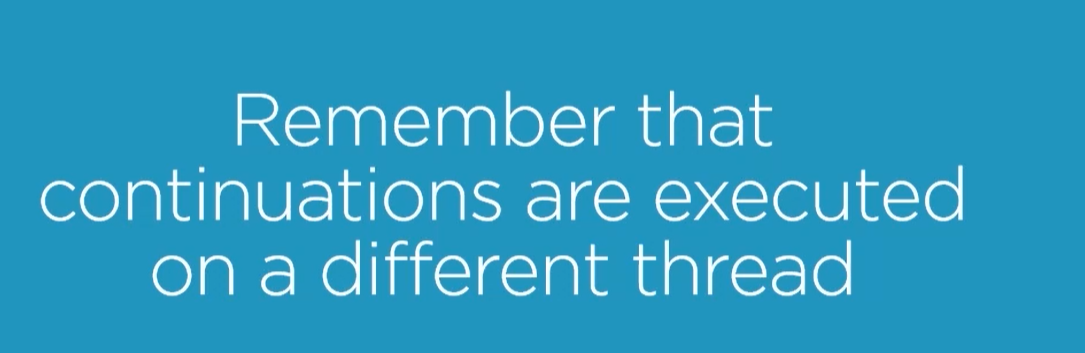 Remember that
continuations are executed
on a different thread